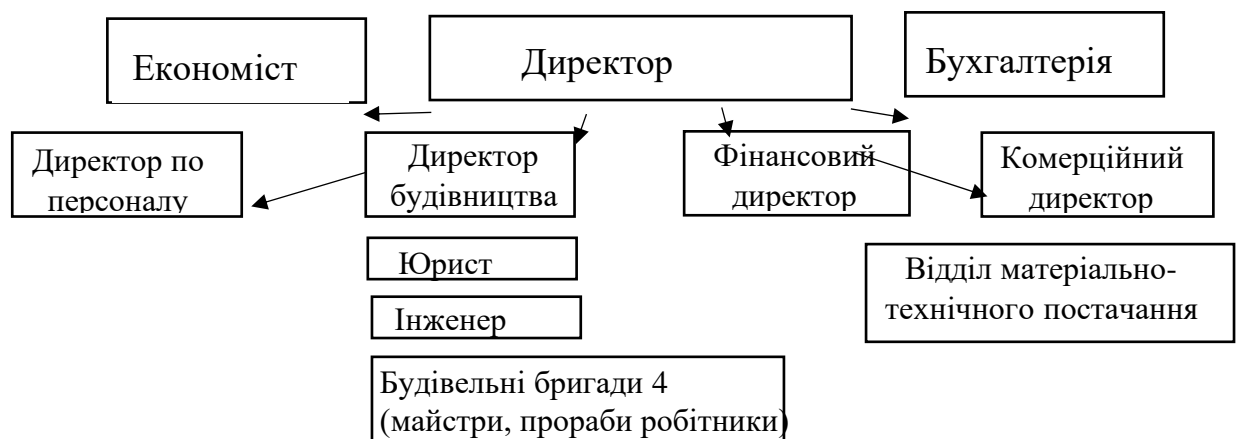 Економіст
Директор
Бухгалтерія
Директор по
персоналу
Директор
будівництва
Фінансовий
директор
Комерційний
директор
Юрист
Інженер
Будівельні бригади 4
(майстри, прораби робітники)
Відділ матеріально-
технічного постачання